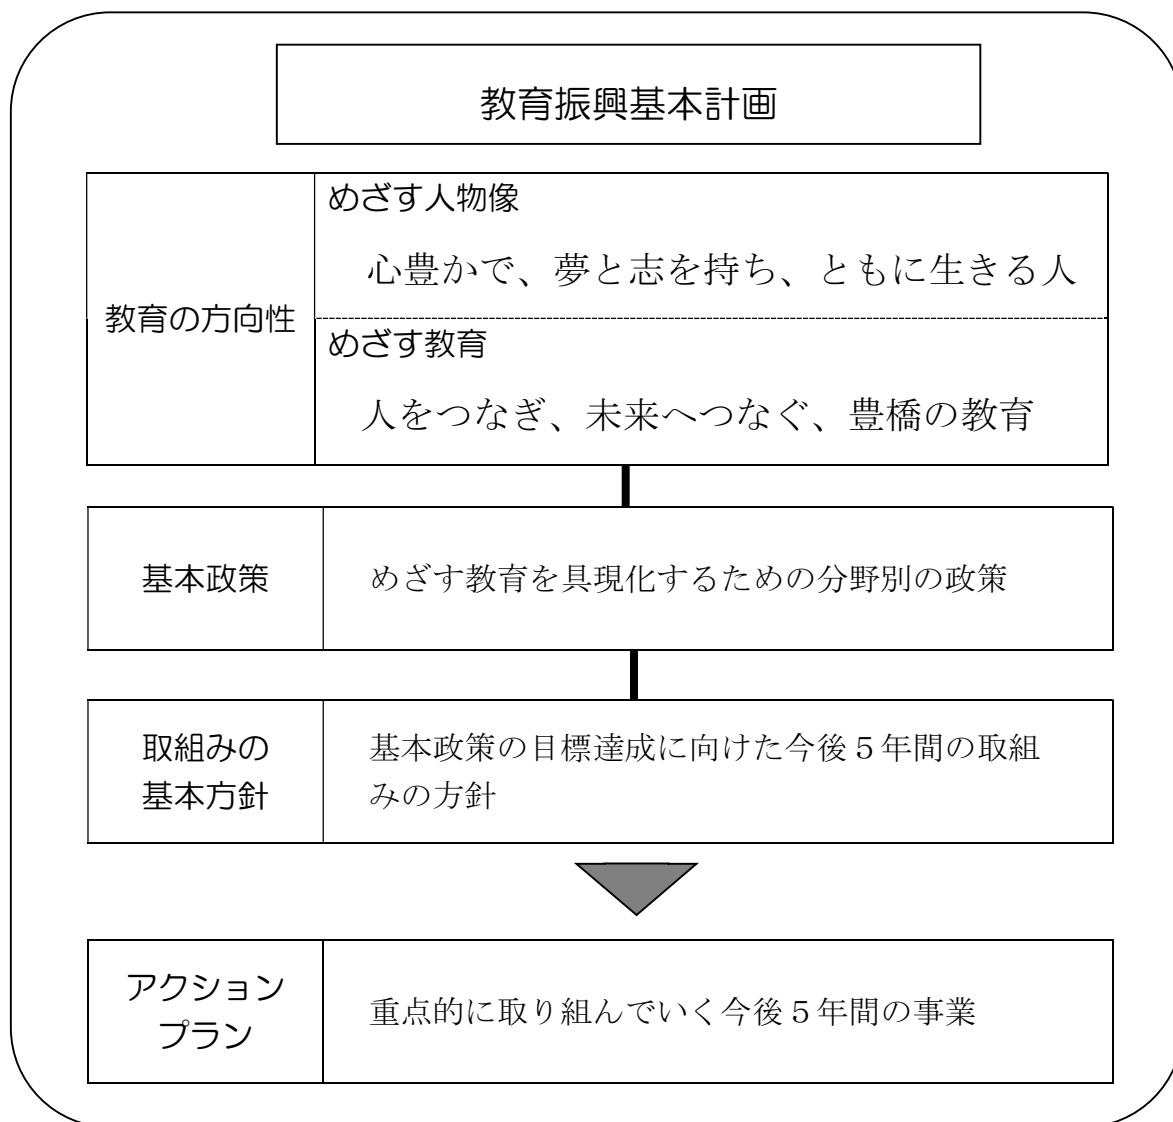 教育振興基本計画
教育の方向性
めざす人物像
心豊かで、夢と志を持ち、ともに生きる人
めざす教育
人をつなぎ、未来へつなぐ、豊橋の教育
基本政策
めざす教育を具現化するための分野別の政策
取組みの
基本方針
基本政策の目標達成に向けた今後５年間の取組
みの方針
アクション
プラン
重点的に取り組んでいく今後５年間の事業